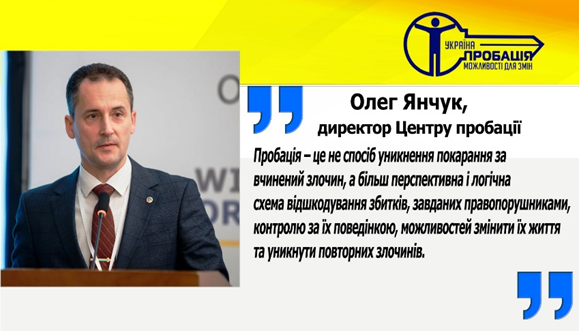 УКРАЇНА
ПРОБАЦІЯ
МОЖЛИВОСТІ ДЛЯ ЗМІН
Олег Янчук,
директор Центру пробації
Пробація – це не спосіб уникнення покарання за
вчинений злочин, а більш перспективна і логічна
схема відшкодування збитків, завданих правопорушниками,
контролю за їх поведінкою, можливостей змінити їх життя
та уникнути повторних злочинів.
WI